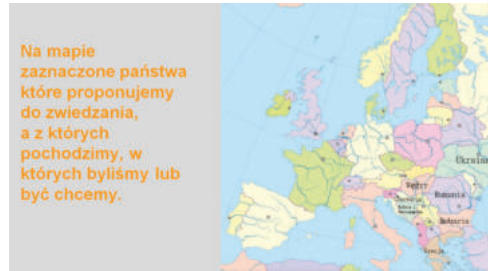 Na mapie
zaznaczone państwa
które proponujemy
do zwiedzania,
a z których
pochodzimy, w
których byliśmy lub
być chcemy.
Ukraina
Węgry
Rumunia
Bułgaria
Grecja